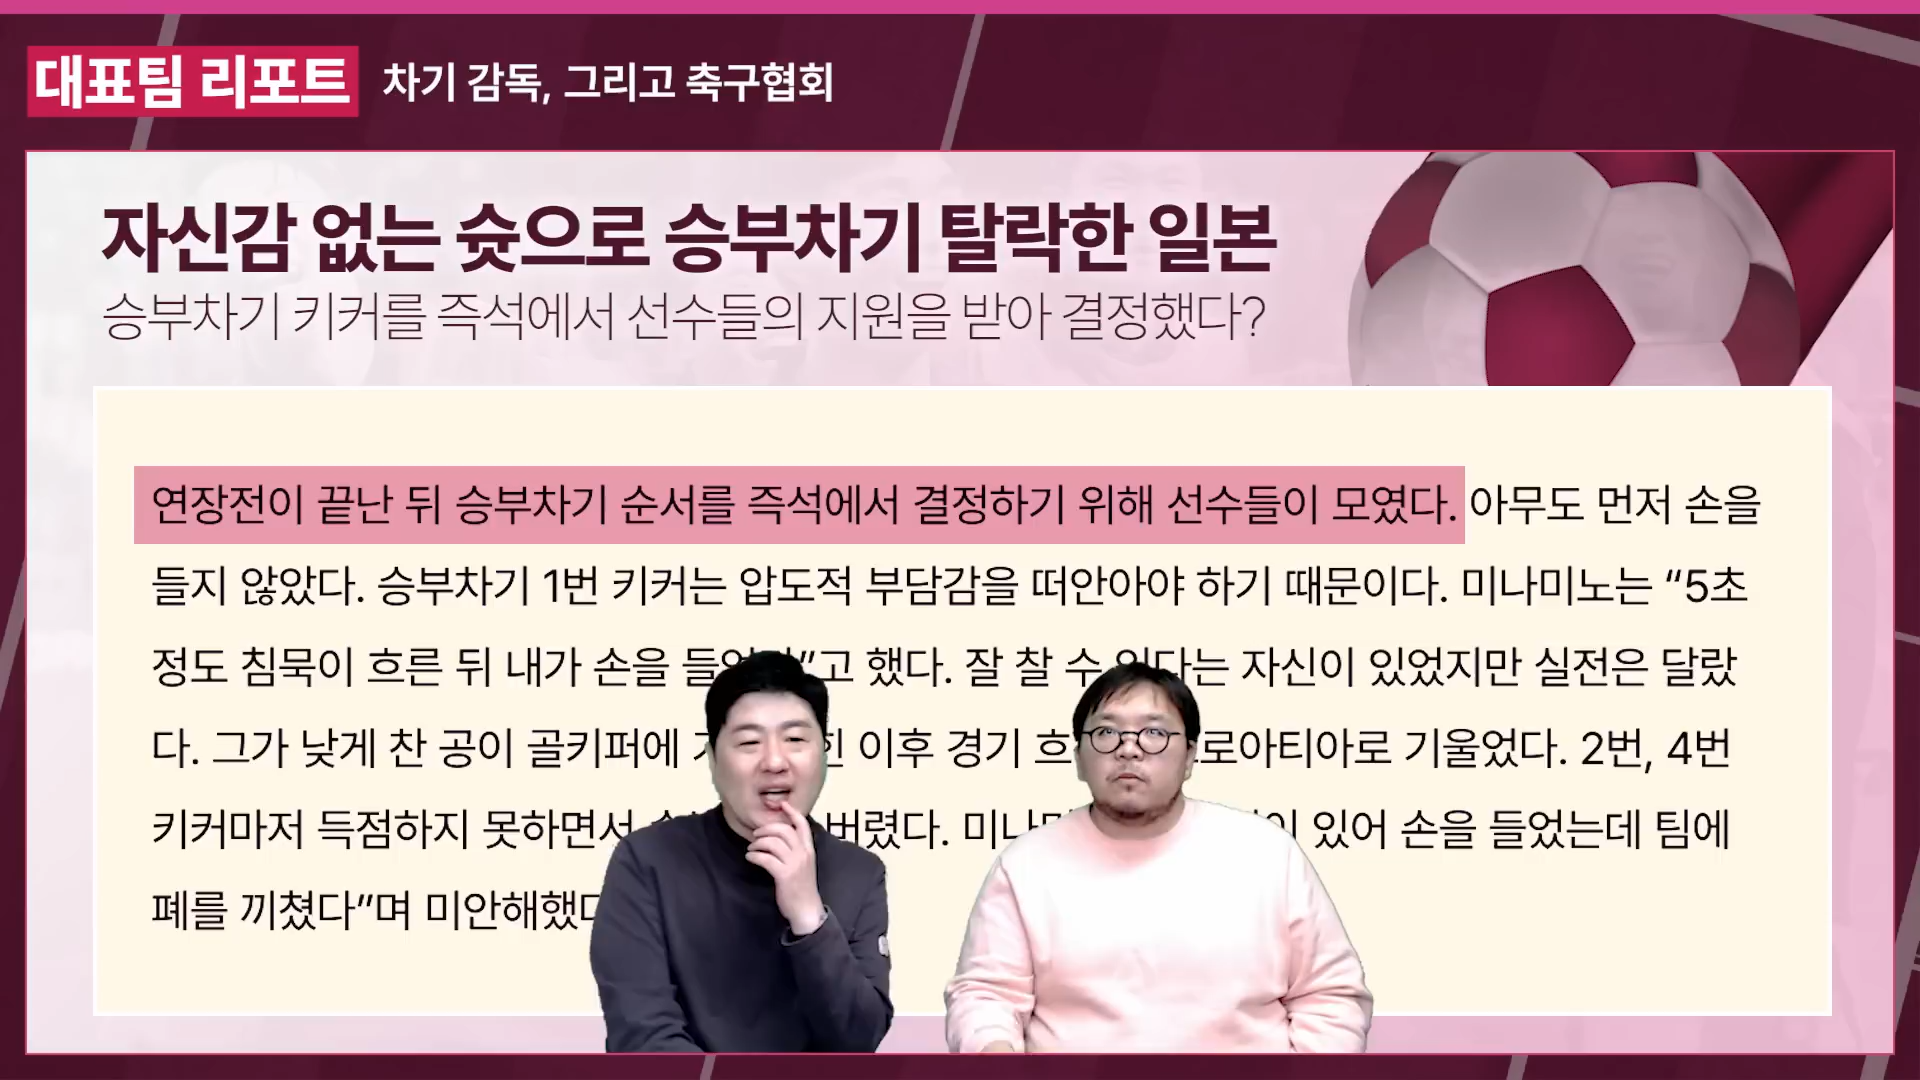 대표팀 리포트 차기 감독, 그리고 축구협회
자신감 없는 슛으로 승부차기 탈락한 일본
승부차기 키커를 즉석에서 선수들의 지원을 받아 결정했다?
연장전이 끝난 뒤 승부차기 순서를 즉석에서 결정하기 위해 선수들이 모였다. 아무도 먼저 손을
들지 않았다. 승부차기 1번 키커는 압도적 부담감을 떠안아야 하기 때문이다. 미나미노는 “5초
정도 침묵이 흐른 뒤 내가 손을 ”고 했다. 잘 찰 수 자신이 있었지만 실전은 달랐
다. 그가 낮게 찬 공이 골키퍼에 이후 경기 기울었다. 2번, 4번
키커마저 득점하지 못하면서 버렸다. 있어 손을 들었는데 팀에
폐를 끼쳤다”며